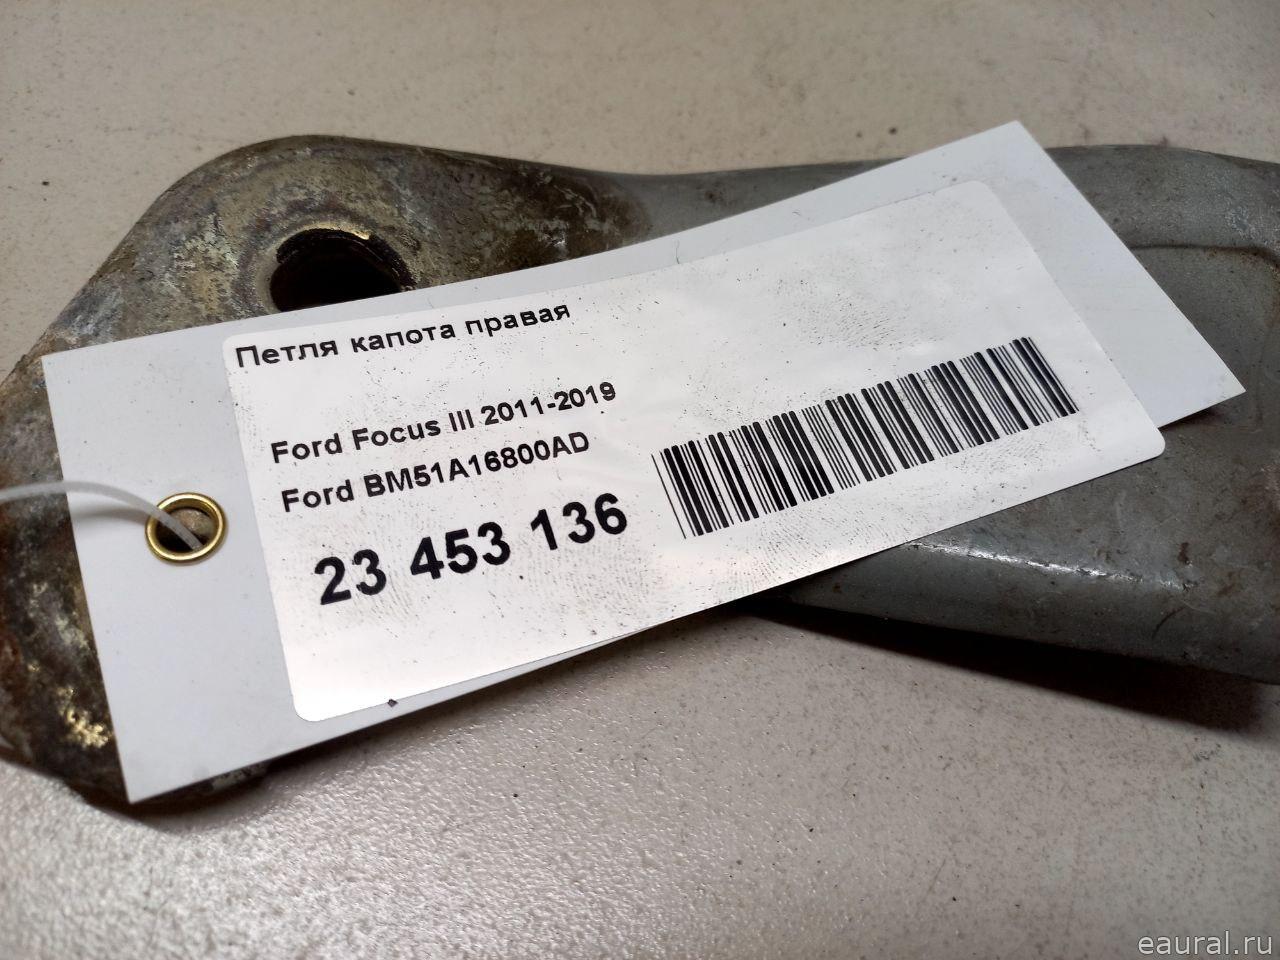 Петля капота правая
Ford Focus III 2011-2019
Ford BM51A16800AD
23 453 136
eaural.ru